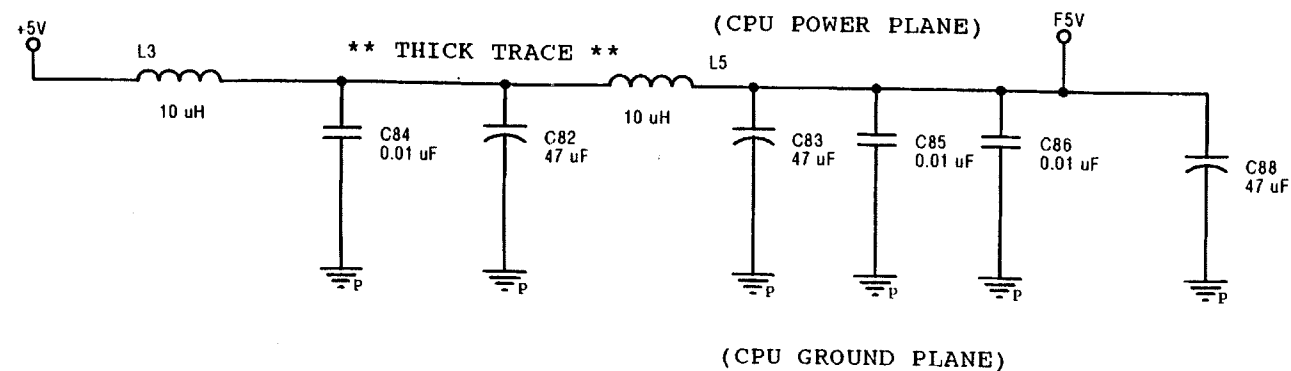 (CPU POWER PLANE)
+5V
F5V
L3
** THICK TRACE **
L5
10 uH
10 uH
C84
0.01 uF
C82
47 uF
C83
47 uF
C85
0.01 uF
C86
0.01 uF
C88
47 uF
P
P
P
P
P
P
(CPU GROUND PLANE)